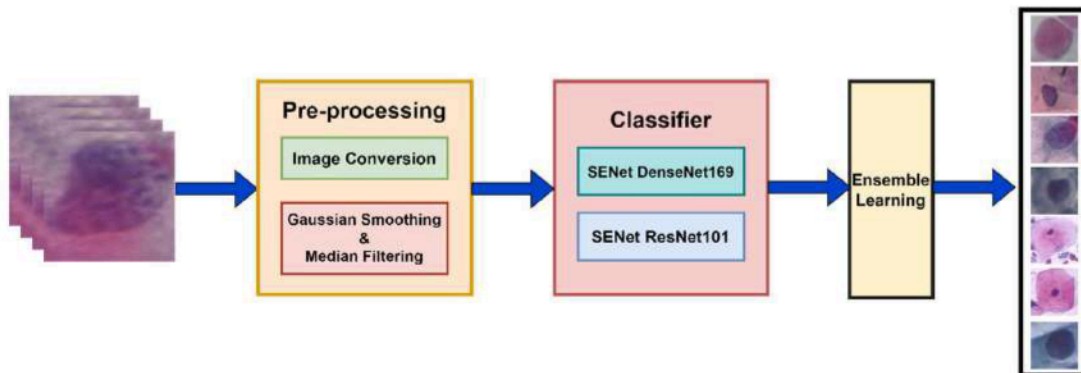 Pre-processing
Image Conversion
Gaussian Smoothing
&
Median Filtering
Classifier
SENet DenseNet169
SENet ResNet101
Ensemble
Learning